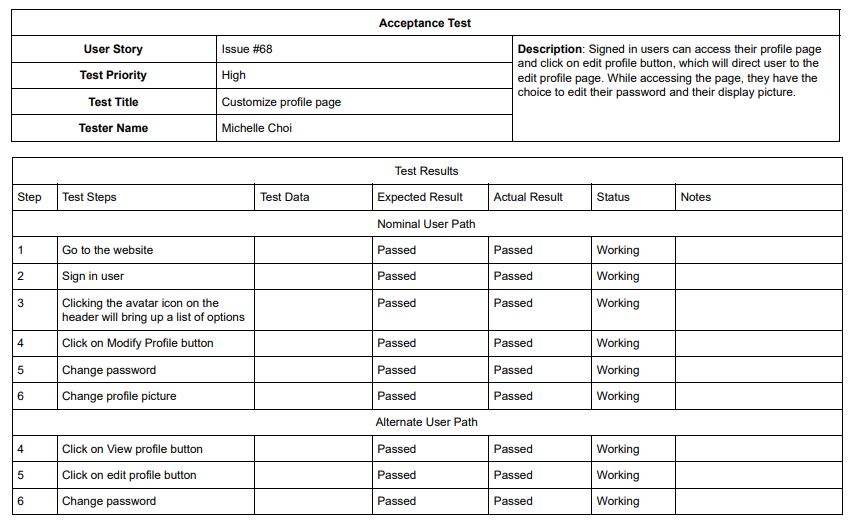 Acceptance Test
User Story Issue #68
Test Priority High
Test Title Customize profile page
Tester Name Michelle Choi
Description: Signed in users can access their profile page
and click on edit profile button, which will direct user to the
edit profile page. While accessing the page, they have the
choice to edit their password and their display picture.
Test Results
Step Test Steps Test Data Expected Result Actual Result Status Notes
Nominal User Path
1 Go to the website Passed Passed Working
2 Sign in user Passed Passed Working
3 Clicking the avatar icon on the Passed Passed Working
header will bring up a list of options
4 Click on Modify Profile button Passed Passed Working
5 Change password Passed Passed Working
6 Change profile picture Passed Passed Working
Alternate User Path
4 Click on View profile button Passed Passed Working
5 Click on edit profile button Passed Passed Working
6 Change password Passed Passed Working